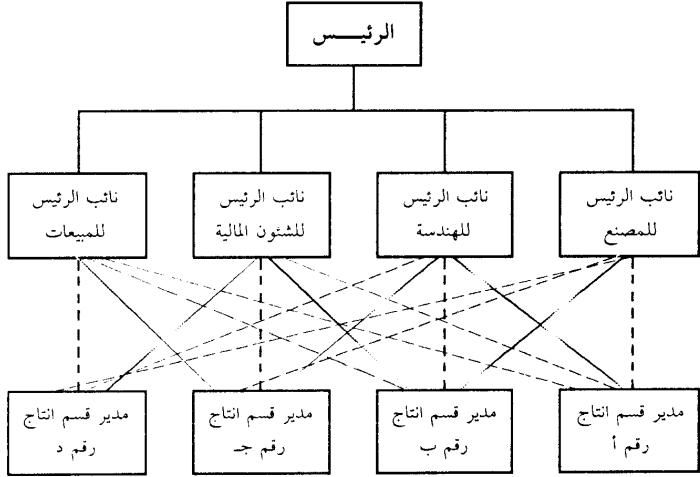 الرئيـــس
نائب الرئيس
للمصنع
نائب الرئيس
للهندسة
نائب الرئيس
للشئون المالية
نائب الرئيس
للمبيعات
مدير قسم انتاج
رقم أ
مدير قسم انتاج
رقم ب
مدير قسم انتاج
رقم جـ
مدير قسم انتاج
رقم د